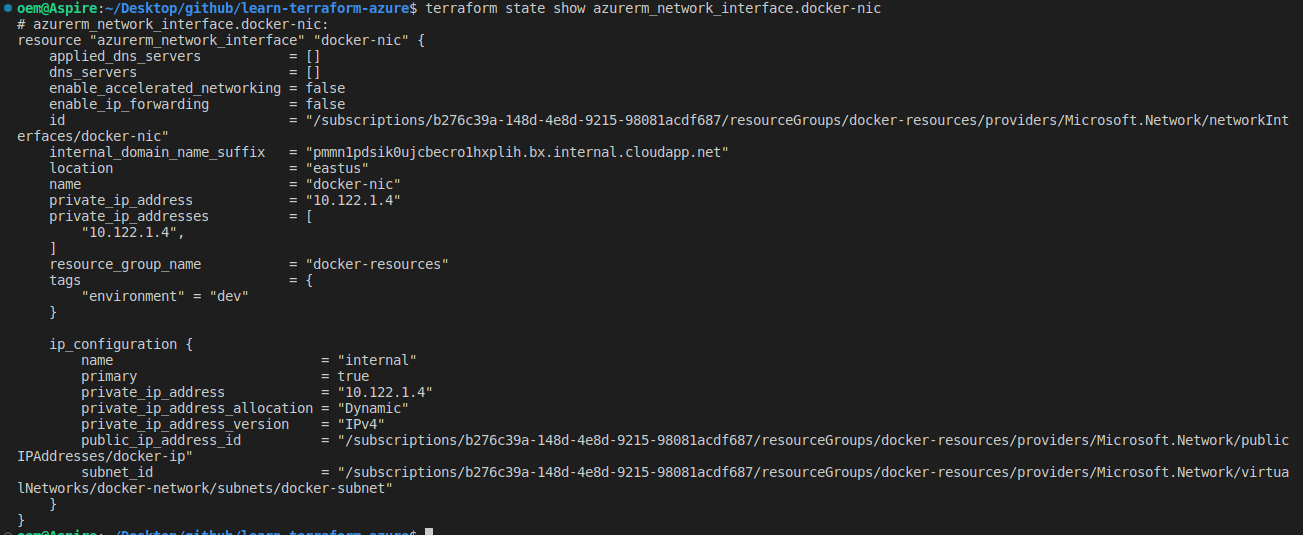 oem@Aspire:~/Desktop/github/learn-terraform-azure$ terraform state show azurerm_network_interface.docker-nic
# azurerm_network_interface.docker-nic:
resource "azurerm_network_interface" "docker-nic" {
    applied_dns_servers           = []
    dns_servers                   = []
    enable_accelerated_networking = false
    enable_ip_forwarding          = false
    id                            = "/subscriptions/b276c39a-148d-4e8d-9215-98081acdf687/resourceGroups/docker-resources/providers/Microsoft.Network/networkInt
erfaces/docker-nic"
    internal_domain_name_suffix   = "pmmn1pdsik0ujcbecro1hxplih.bx.internal.cloudapp.net"
    location                      = "eastus"
    name                          = "docker-nic"
    private_ip_address            = "10.122.1.4"
    private_ip_addresses          = [
        "10.122.1.4",
    ]
    resource_group_name           = "docker-resources"
    tags                          = {
        "environment" = "dev"
    }

    ip_configuration {
        name                          = "internal"
        primary                       = true
        private_ip_address            = "10.122.1.4"
        private_ip_address_allocation = "Dynamic"
        private_ip_address_version    = "IPv4"
        public_ip_address_id          = "/subscriptions/b276c39a-148d-4e8d-9215-98081acdf687/resourceGroups/docker-resources/providers/Microsoft.Network/public
IPAddresses/docker-ip"
        subnet_id                     = "/subscriptions/b276c39a-148d-4e8d-9215-98081acdf687/resourceGroups/docker-resources/providers/Microsoft.Network/virtua
lNetworks/docker-network/subnets/docker-subnet"
    }
}
oem@Aspire:~/Desktop/github/learn-terraform-azure$